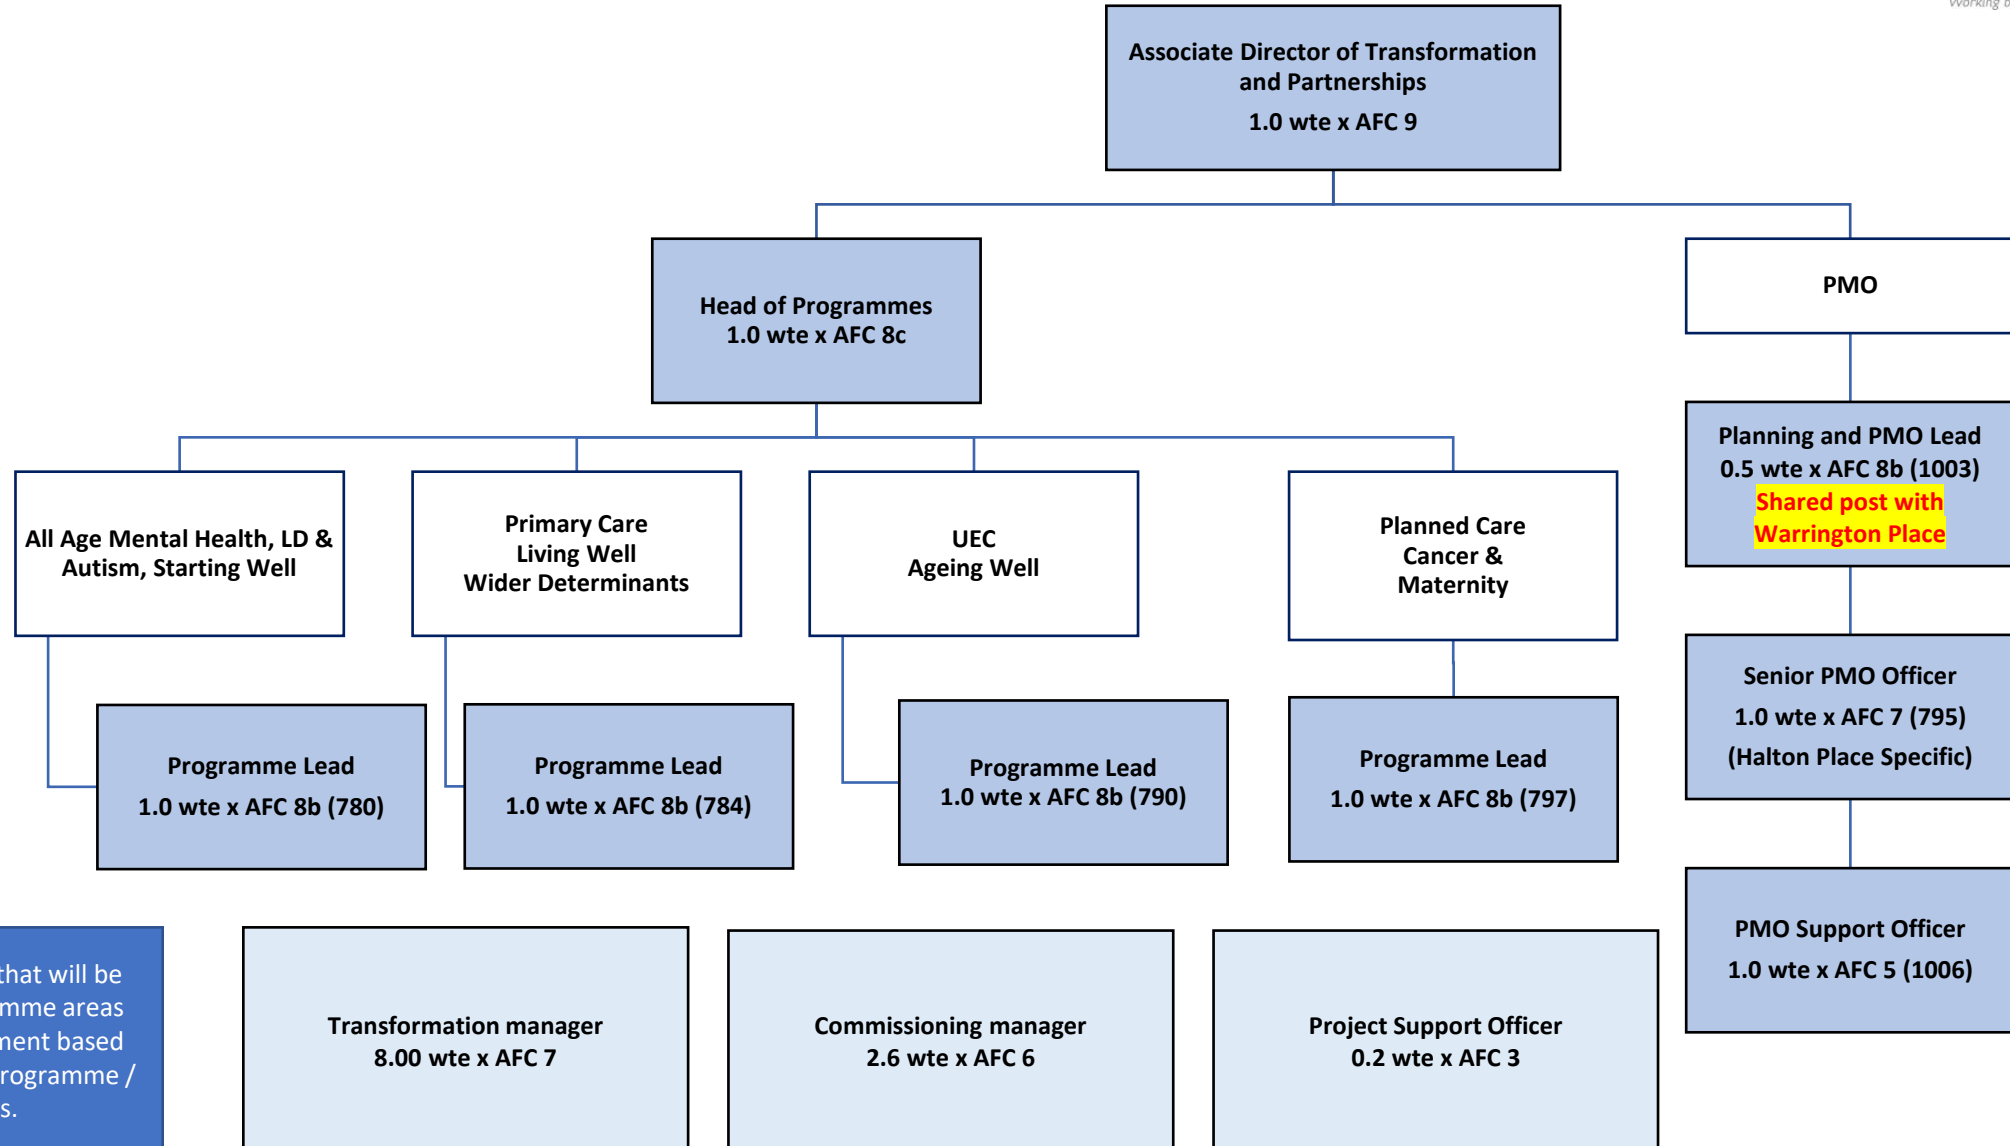 Working
Associate Director of Transformation
and Partnerships
1.0 wte x AFC 9
Head of Programmes
1.0 wte x AFC 8c
PMO
All Age Mental Health, LD &
Autism, Starting Well
Primary Care
Living Well
Wider Determinants
UEC
Ageing Well
Planned Care
Cancer &
Maternity
Planning and PMO Lead
0.5 wte x AFC 8b (1003)
Shared post with
Warrington Place
Programme Lead
1.0 wte x AFC 8b (780)
Programme Lead
1.0 wte x AFC 8b (784)
Programme Lead
1.0 wte x AFC 8b (790)
Programme Lead
1.0 wte x AFC 8b (797)
Senior PMO Officer
1.0 wte x AFC 7 (795)
(Halton Place Specific)
PMO Support Officer
1.0 wte x AFC 5 (1006)
that will be
mme areas
ment based
rogramme /
s.
Transformation manager
8.00 wte x AFC 7
Commissioning manager
2.6 wte x AFC 6
Project Support Officer
0.2 wte x AFC 3